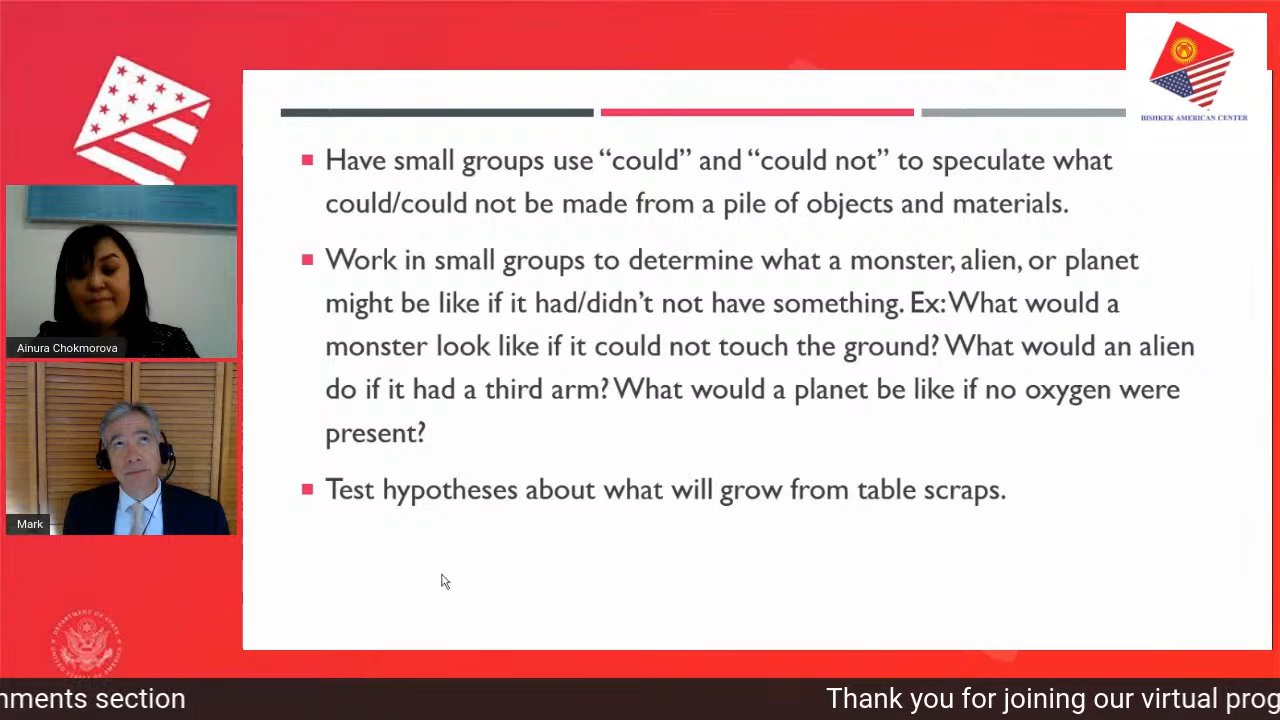 BISHKEK AMERICAN CENTER
Have small groups use “could” and “could not” to speculate what
could/could not be made from a pile of objects and materials.
Work in small groups to determine what a monster, alien, or planet
might be like if it had/didn’t not have something. Ex: What would a
monster look like if it could not touch the ground? What would an alien
do if it had a third arm? What would a planet be like if no oxygen were
present?
Test hypotheses about what will grow from table scraps.
Ainura Chokmorova
Mark
nments section
Thank you for joining our virtual prog